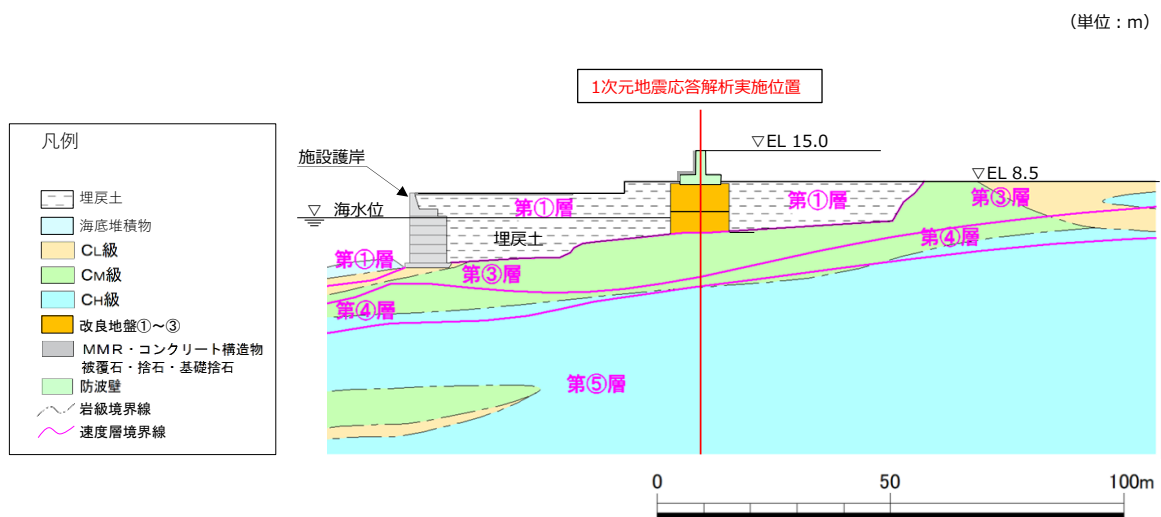 （単位：m）
1次元地震応答解析実施位置
▽EL 15.0
凡例
施設護岸
▽EL 8.5
埋戻土
第①層
第①層
第③層
▽ 海水位
海底堆積物
第④層
埋戻土
CL級
第①層
第③層
CM級
CH級
第④層
改良地盤①～③
MMR・コンクリート構造物
被覆石・捨石・基礎捨石
防波壁
第⑤層
岩級境界線
速度層境界線
0
50
100m